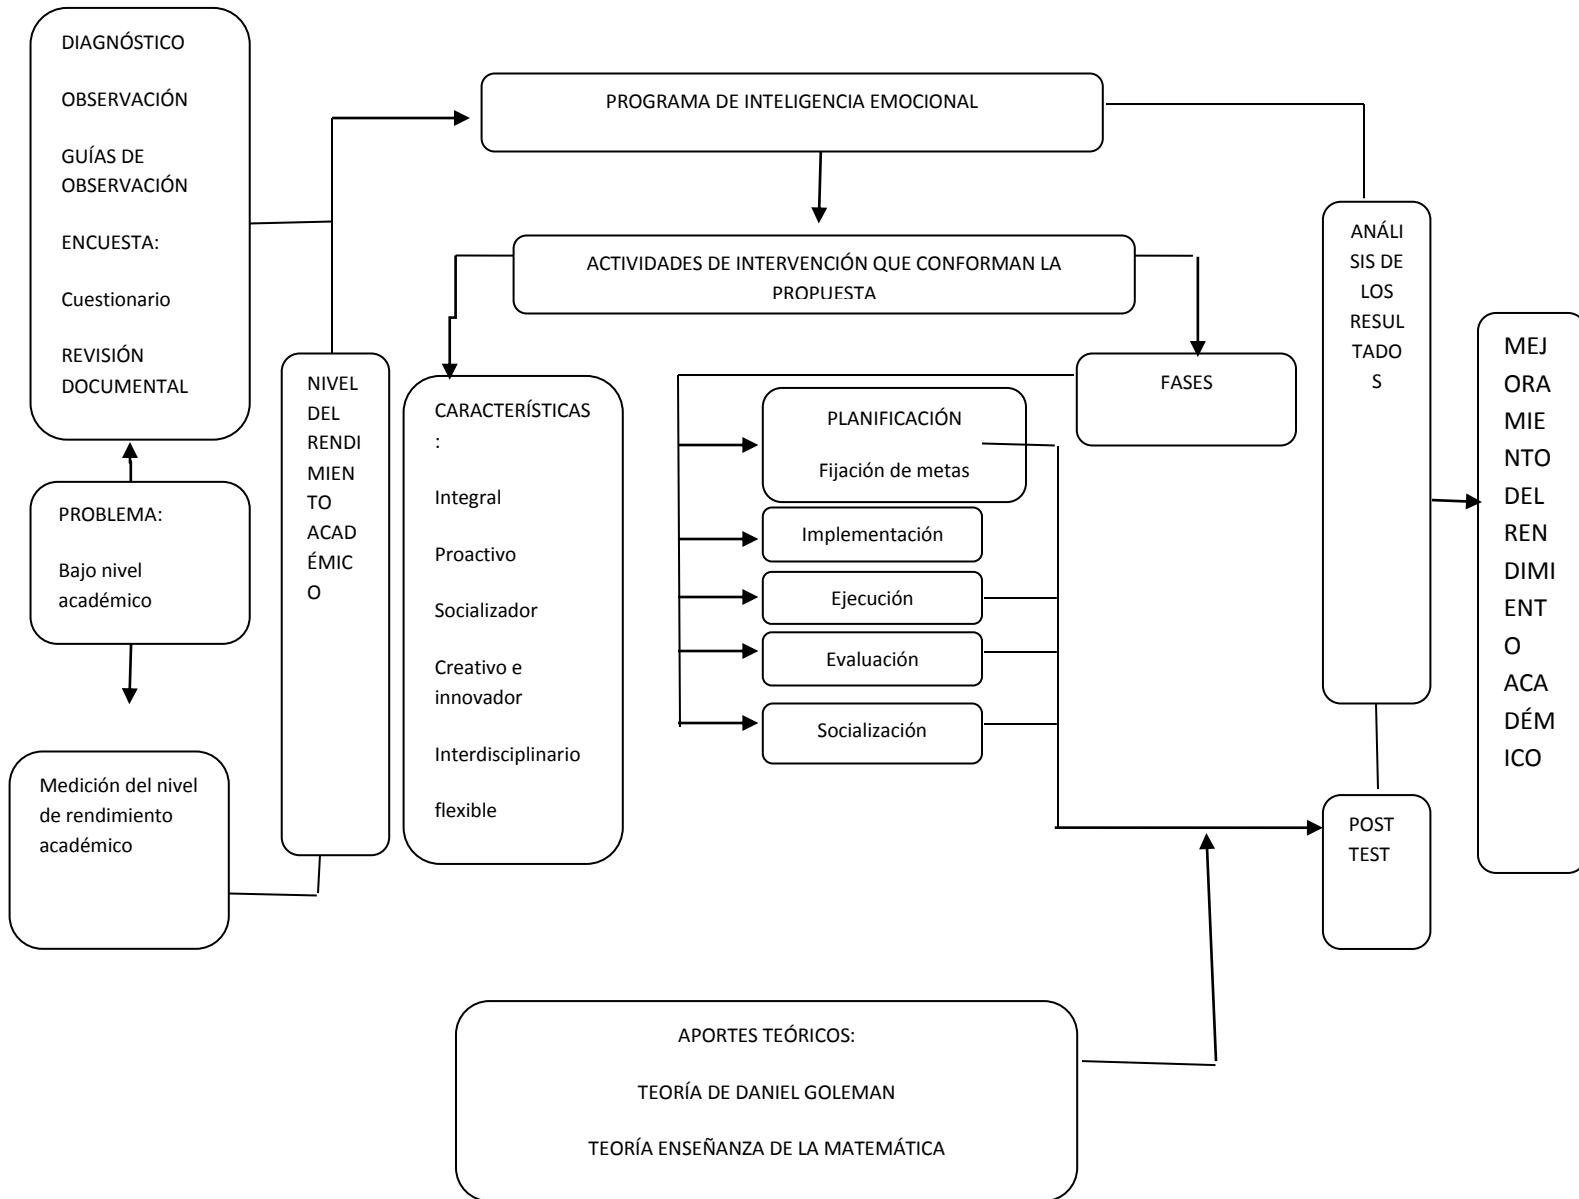 DIAGNÓSTICO
OBSERVACIÓN
GUÍAS DE
OBSERVACIÓN
ENCUESTA:
Cuestionario
REVISIÓN
DOCUMENTAL
PROBLEMA:
Bajo nivel
académico
Medición del nivel
de rendimiento
académico
NIVEL
DEL
RENDI
MIEN
TO
ACAD
ÉMIC
O
PROGRAMA DE INTELIGENCIA EMOCIONAL
ACTIVIDADES DE INTERVENCIÓN QUE CONFORMAN LA
PROPUESTA
CARACTERÍSTICAS
:
Integral
Proactivo
Socializador
Creativo e
innovador
Interdisciplinario
flexible
FASES
PLANIFICACIÓN
Fijación de metas
Implementación
Ejecución
Evaluación
Socialización
APORTES TEÓRICOS:
TEORÍA DE DANIEL GOLEMAN
TEORÍA ENSEÑANZA DE LA MATEMÁTICA
POST
TEST
ANÁLI
SIS DE
LOS
RESUL
TADO
S
MEJ
ORA
MIE
NTO
DEL
REN
DIMI
ENT
O
ACA
DÉM
ICO